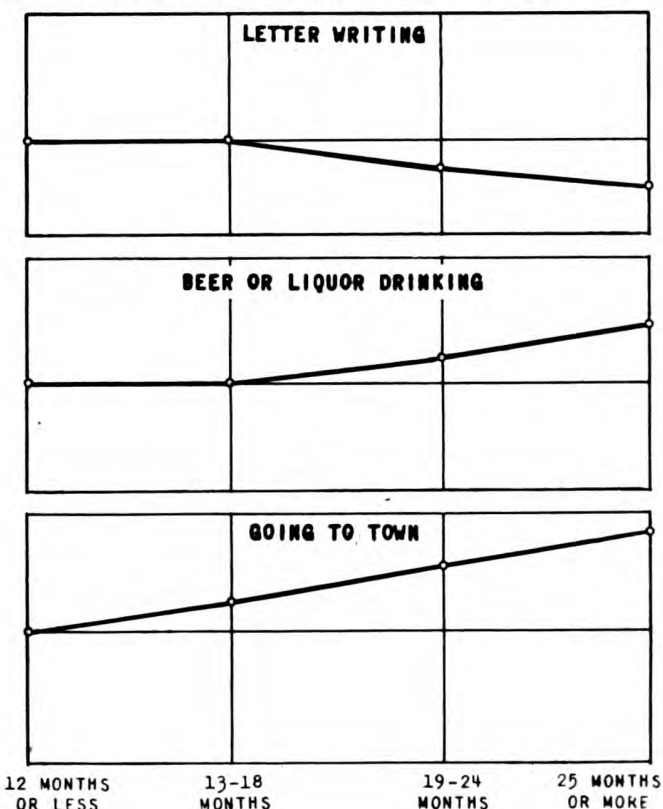 LETTER WRITING
BEER OR LIQUOR DRINKING
GOING TO TOWN
12 MONTHS OR LESS
13-18 MONTHS
19-24 MONTHS
25 MONTHS OR MORE